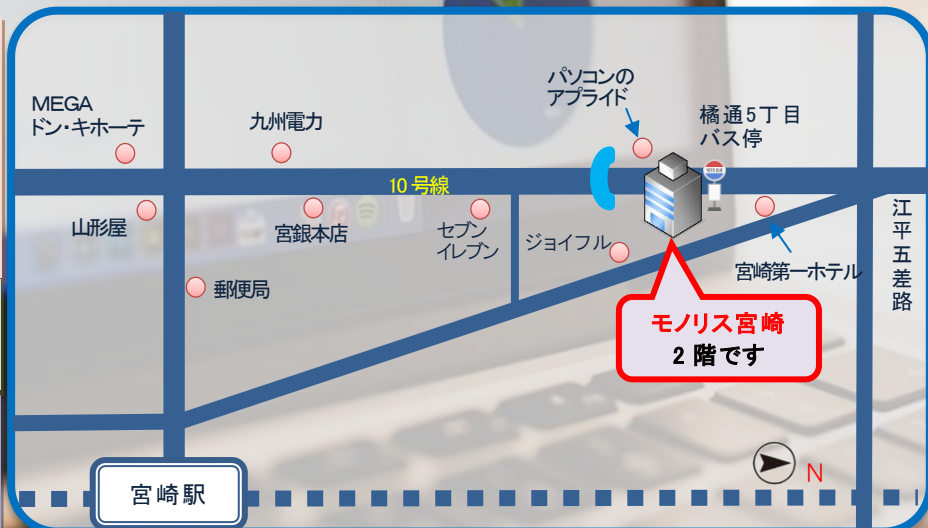 MEGA
ドン・キホーテ
九州電力
パソコンの
アプライド
橘通5丁目
バス停
10号線
山形屋
宮銀本店
セブン
イレブン
ジョイフル
宮崎第一ホテル
江平五差路
郵便局
モノリス宮崎
2階です
宮崎駅
N